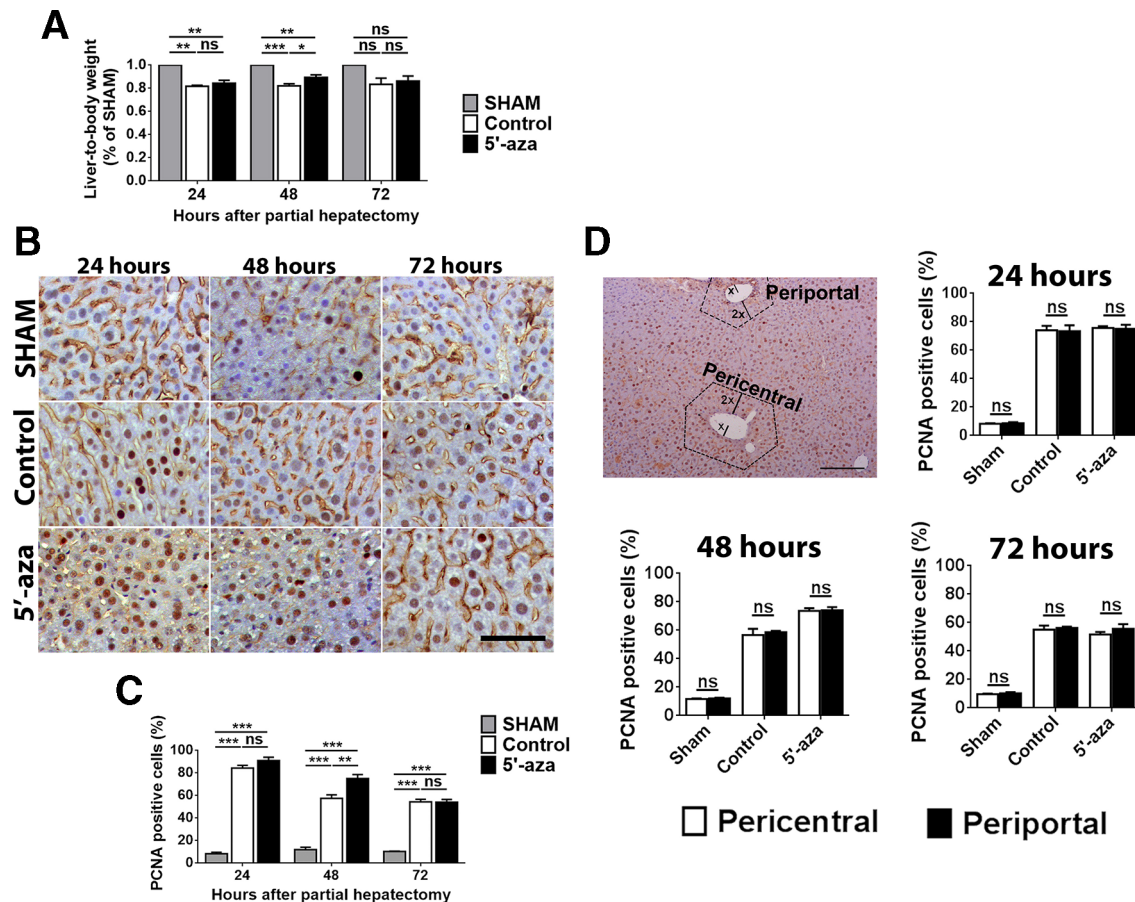 A
Liver-to-body weight
(% of SHAM)
1.0
0.8
0.6
0.4
0.2
0.0
** ** ns
** *** *
ns ns ns
24 48 72
Hours after partial hepatectomy
SHAM
Control
5'-aza
B
24 hours 48 hours 72 hours
SHAM
Control
5'-aza
C
PCNA positive cells (%)
100
80
60
40
20
0
*** *** ns
*** *** **
*** *** ns
24 48 72
Hours after partial hepatectomy
SHAM
Control
5'-aza
D
x
2x
Periportal
Pericentral
2x
x
24 hours
PCNA positive cells (%)
100
80
60
40
20
0
ns ns ns
Sham Control 5'-aza
48 hours
PCNA positive cells (%)
100
80
60
40
20
0
ns ns ns
Sham Control 5'-aza
72 hours
PCNA positive cells (%)
100
80
60
40
20
0
ns ns ns
Sham Control 5'-aza
Pericentral Periportal